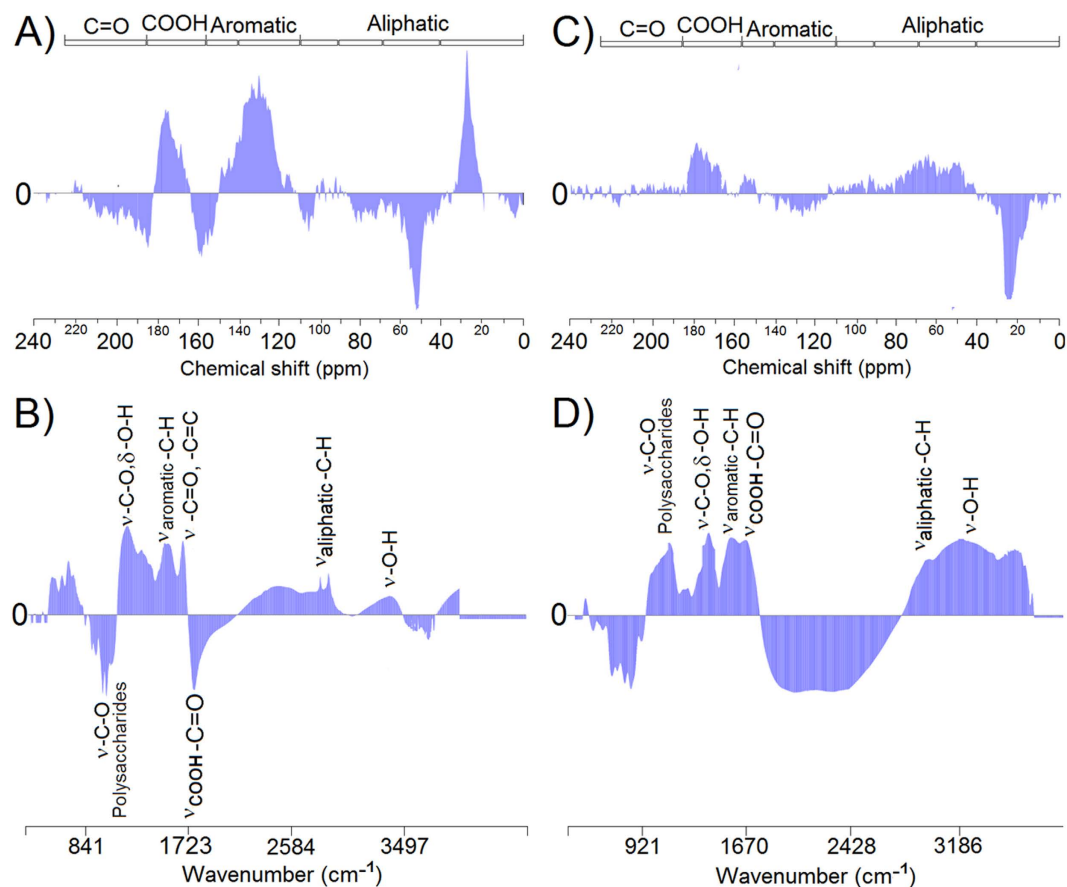 A)
C=O COOH Aromatic Aliphatic
0
240 220 200 180 160 140 120 100 80 60 40 20 0
Chemical shift (ppm)
C)
C=O COOH Aromatic Aliphatic
0
240 220 200 180 160 140 120 100 80 60 40 20 0
Chemical shift (ppm)
B)
ν-C-O,δ-O-H
νaromatic-C-H
ν -C=O, -C=C
νaliphatic-C-H
ν-O-H
0
ν-C-O
Polysaccharides
νCOOH-C=O
841 1723 2584 3497
Wavenumber (cm⁻¹)
D)
ν-C-O
Polysaccharides
ν-C-O,δ-O-H
νaromatic-C-H
νCOOH-C=O
νaliphatic-C-H
ν-O-H
0
921 1670 2428 3186
Wavenumber (cm⁻¹)